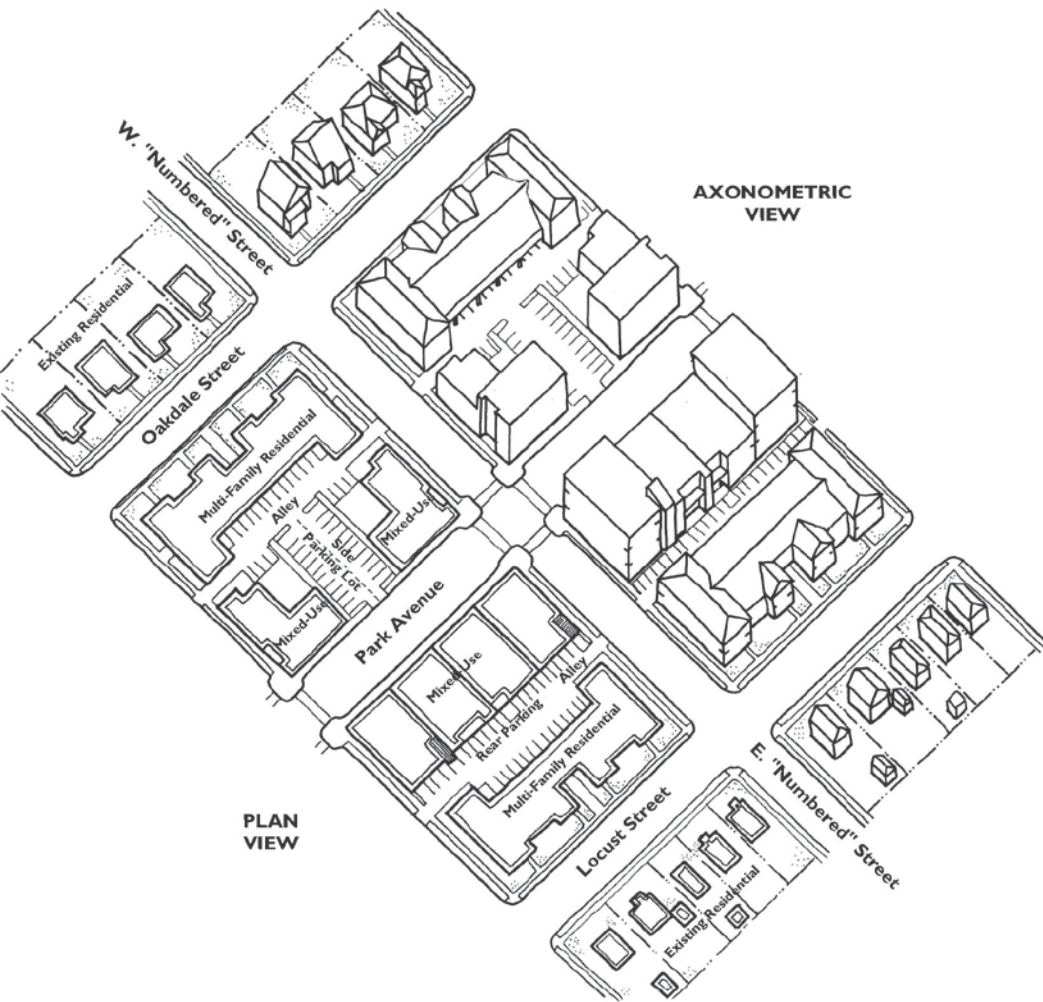 W. "Numbered" Street
AXONOMETRIC
VIEW
Existing Residential
Oakdale Street
Multi-Family Residential
Alley
Side
Parking Lot
Mixed-Use
Mixed-Use
Park Avenue
Mixed-Use
Alley
Rear Parking
Multi-Family Residential
PLAN
VIEW
Locust Street
E. "Numbered" Street
Existing Residential